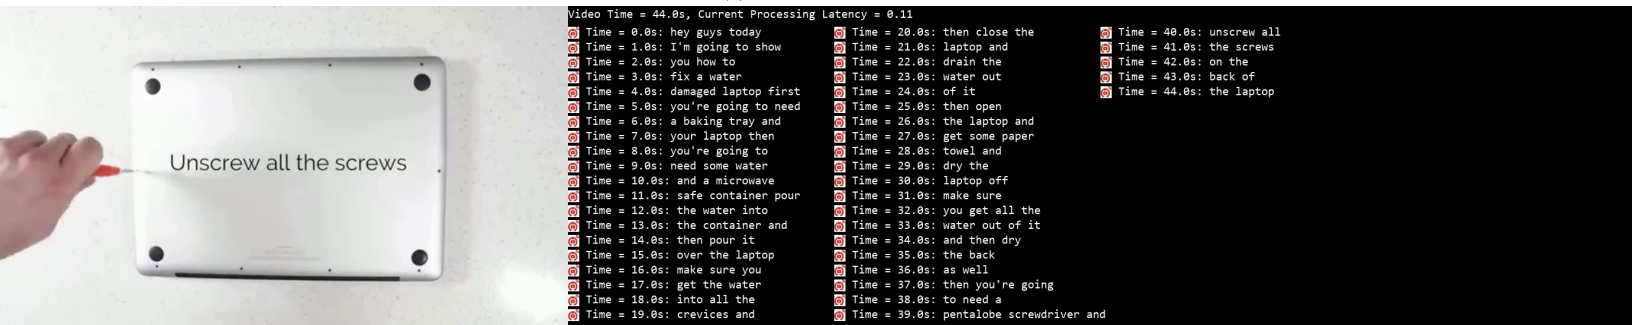 Unscrew all the screws
Video Time = 44.0s, Current Processing Latency = 0.11
Time = 0.0s: hey guys today
Time = 1.0s: I'm going to show
Time = 2.0s: you how to
Time = 3.0s: fix a water
Time = 4.0s: damaged laptop first
Time = 5.0s: you're going to need
Time = 6.0s: a baking tray and
Time = 7.0s: your laptop then
Time = 8.0s: you're going to
Time = 9.0s: need some water
Time = 10.0s: and a microwave
Time = 11.0s: safe container pour
Time = 12.0s: the water into
Time = 13.0s: the container and
Time = 14.0s: then pour it
Time = 15.0s: over the laptop
Time = 16.0s: make sure you
Time = 17.0s: get the water
Time = 18.0s: into all the
Time = 19.0s: crevices and
Time = 20.0s: then close the
Time = 21.0s: laptop and
Time = 22.0s: drain the
Time = 23.0s: water out
Time = 24.0s: of it
Time = 25.0s: then open
Time = 26.0s: the laptop and
Time = 27.0s: get some paper
Time = 28.0s: towel and
Time = 29.0s: dry the
Time = 30.0s: laptop off
Time = 31.0s: make sure
Time = 32.0s: you get all the
Time = 33.0s: water out of it
Time = 34.0s: and then dry
Time = 35.0s: the back
Time = 36.0s: as well
Time = 37.0s: then you're going
Time = 38.0s: to need a
Time = 39.0s: pentalobe screwdriver and
Time = 40.0s: unscrew all
Time = 41.0s: the screws
Time = 42.0s: on the
Time = 43.0s: back of
Time = 44.0s: the laptop